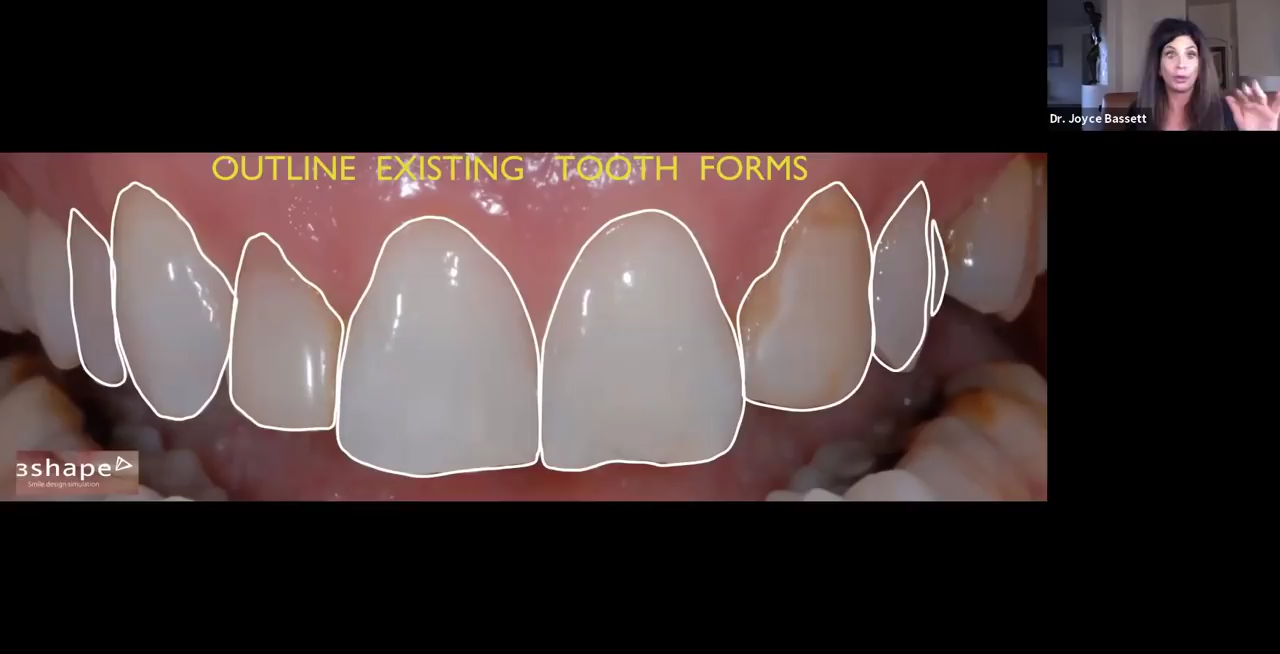 Dr. Joyce Bassett
OUTLINE EXISTING TOOTH FORMS
3shape
Smile design simulation